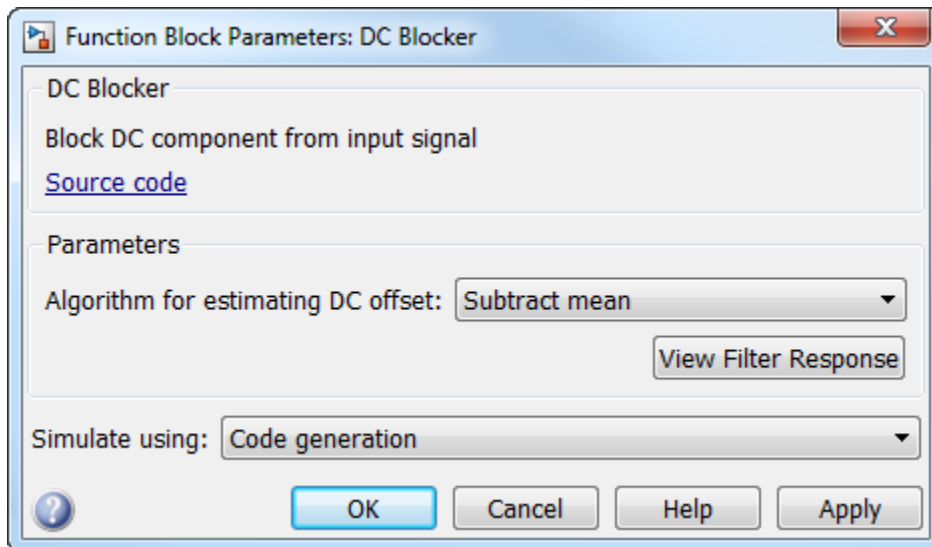 Function Block Parameters: DC Blocker
DC Blocker
Block DC component from input signal
Source code
Parameters
Algorithm for estimating DC offset: Subtract mean
View Filter Response
Simulate using: Code generation
OK Cancel Help Apply